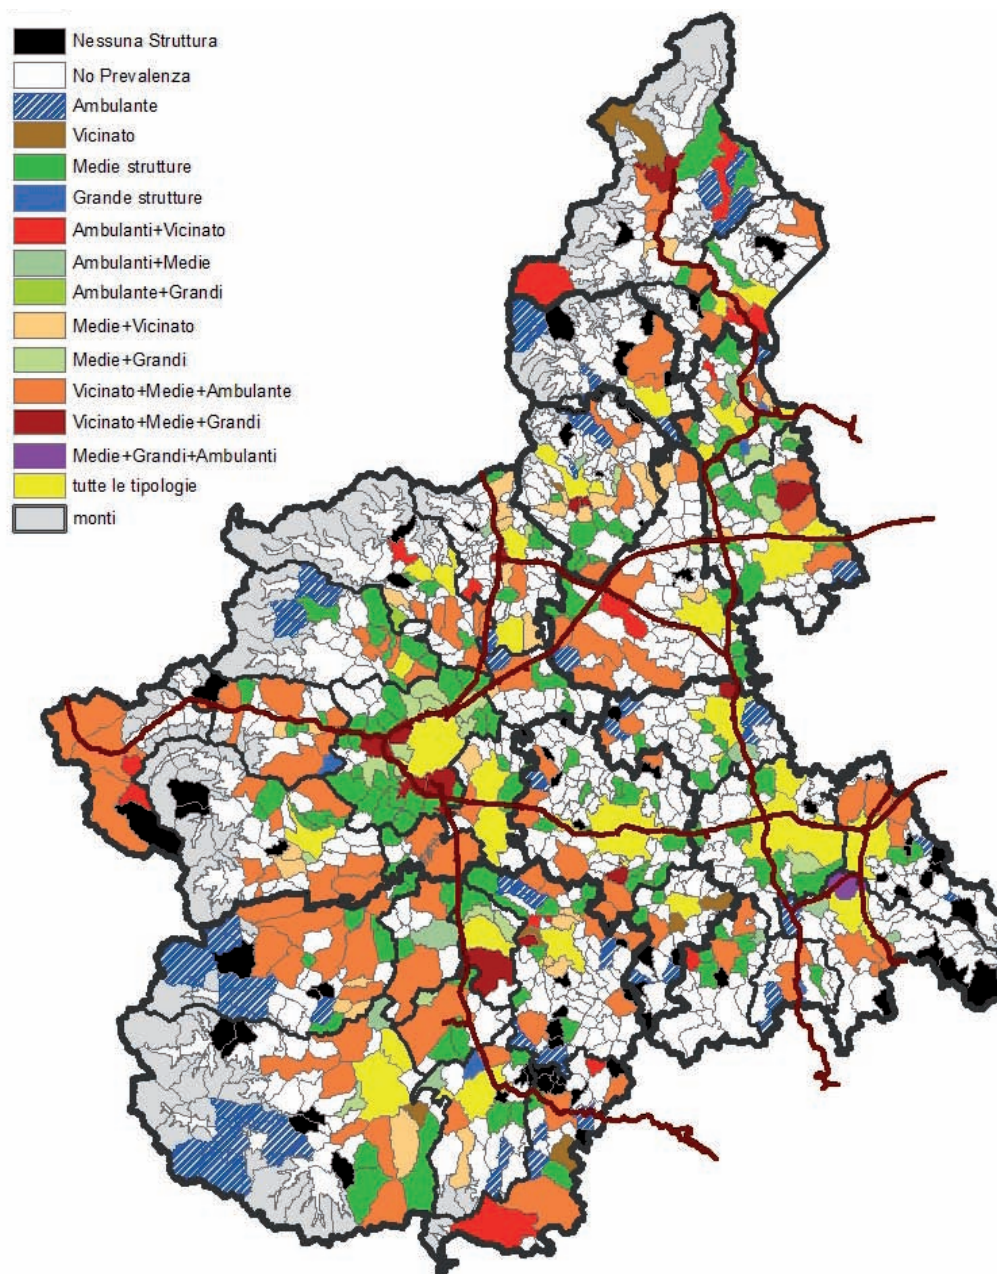 Nessuna Struttura
No Prevalenza
Ambulante
Vicinato
Medie strutture
Grande strutture
Ambulanti+Vicinato
Ambulanti+Medie
Ambulante+Grandi
Medie+Vicinato
Medie+Grandi
Vicinato+Medie+Ambulante
Vicinato+Medie+Grandi
Medie+Grandi+Ambulanti
tutte le tipologie
monti